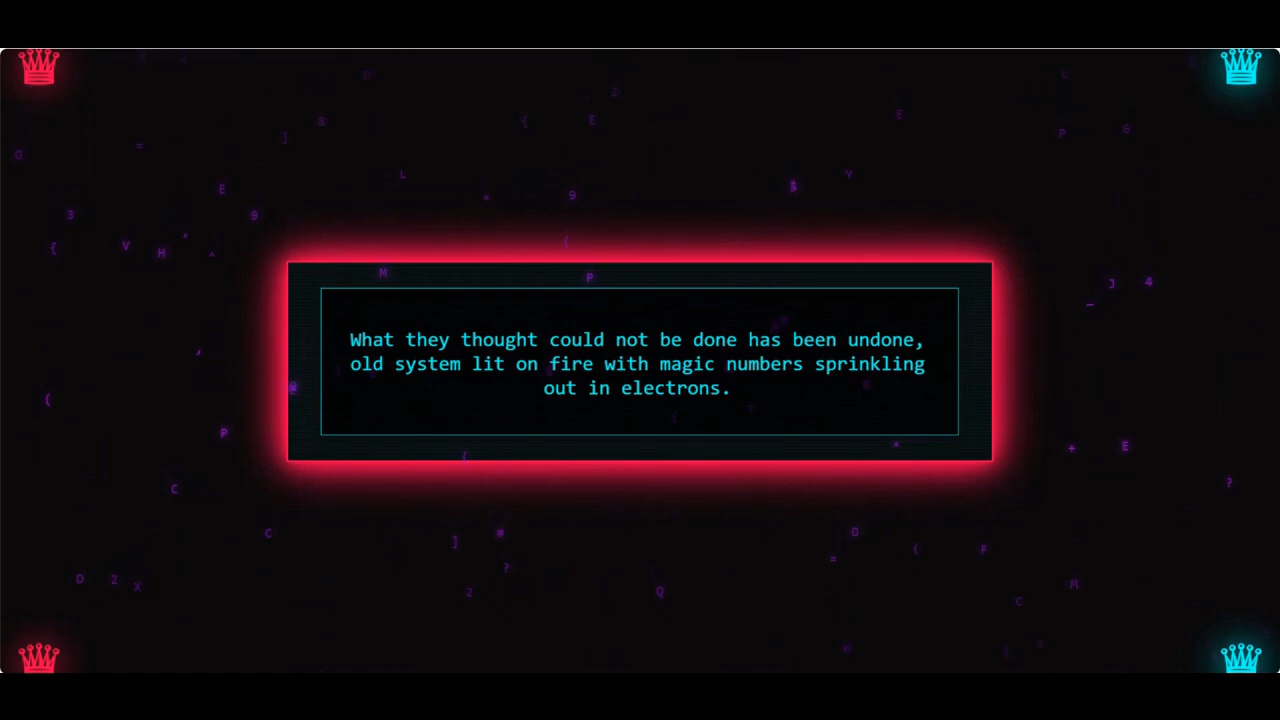 What they thought could not be done has been undone,
old system lit on fire with magic numbers sprinkling
out in electrons.